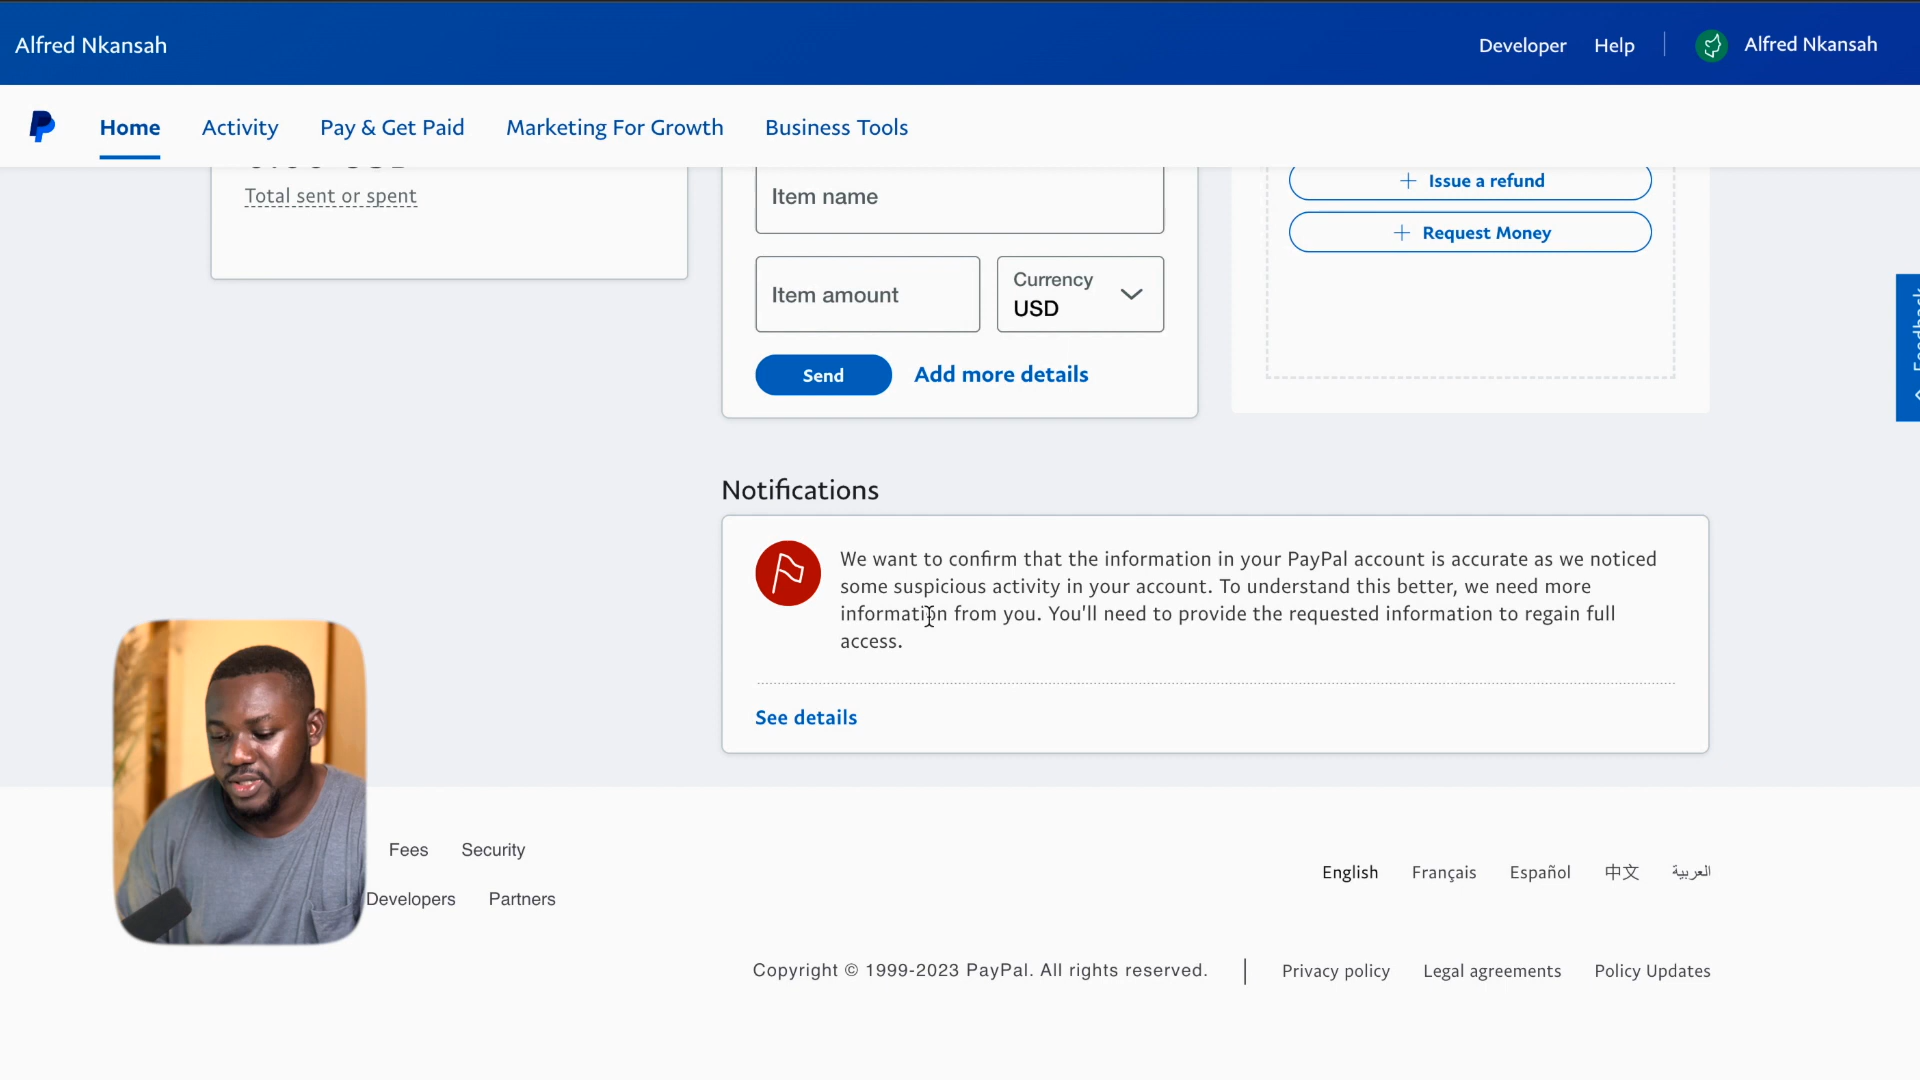 Alfred Nkansah
Developer
Help
Alfred Nkansah
Home
Activity
Pay & Get Paid
Marketing For Growth
Business Tools
Total sent or spent
Item name
Item amount
Currency
USD
Send
Add more details
Issue a refund
Request Money
Notifications
We want to confirm that the information in your PayPal account is accurate as we noticed
some suspicious activity in your account. To understand this better, we need more
information from you. You'll need to provide the requested information to regain full
access.
See details
Fees
Security
Developers
Partners
English
Français
Español
中文
العربية
Copyright © 1999-2023 PayPal. All rights reserved.
Privacy policy
Legal agreements
Policy Updates